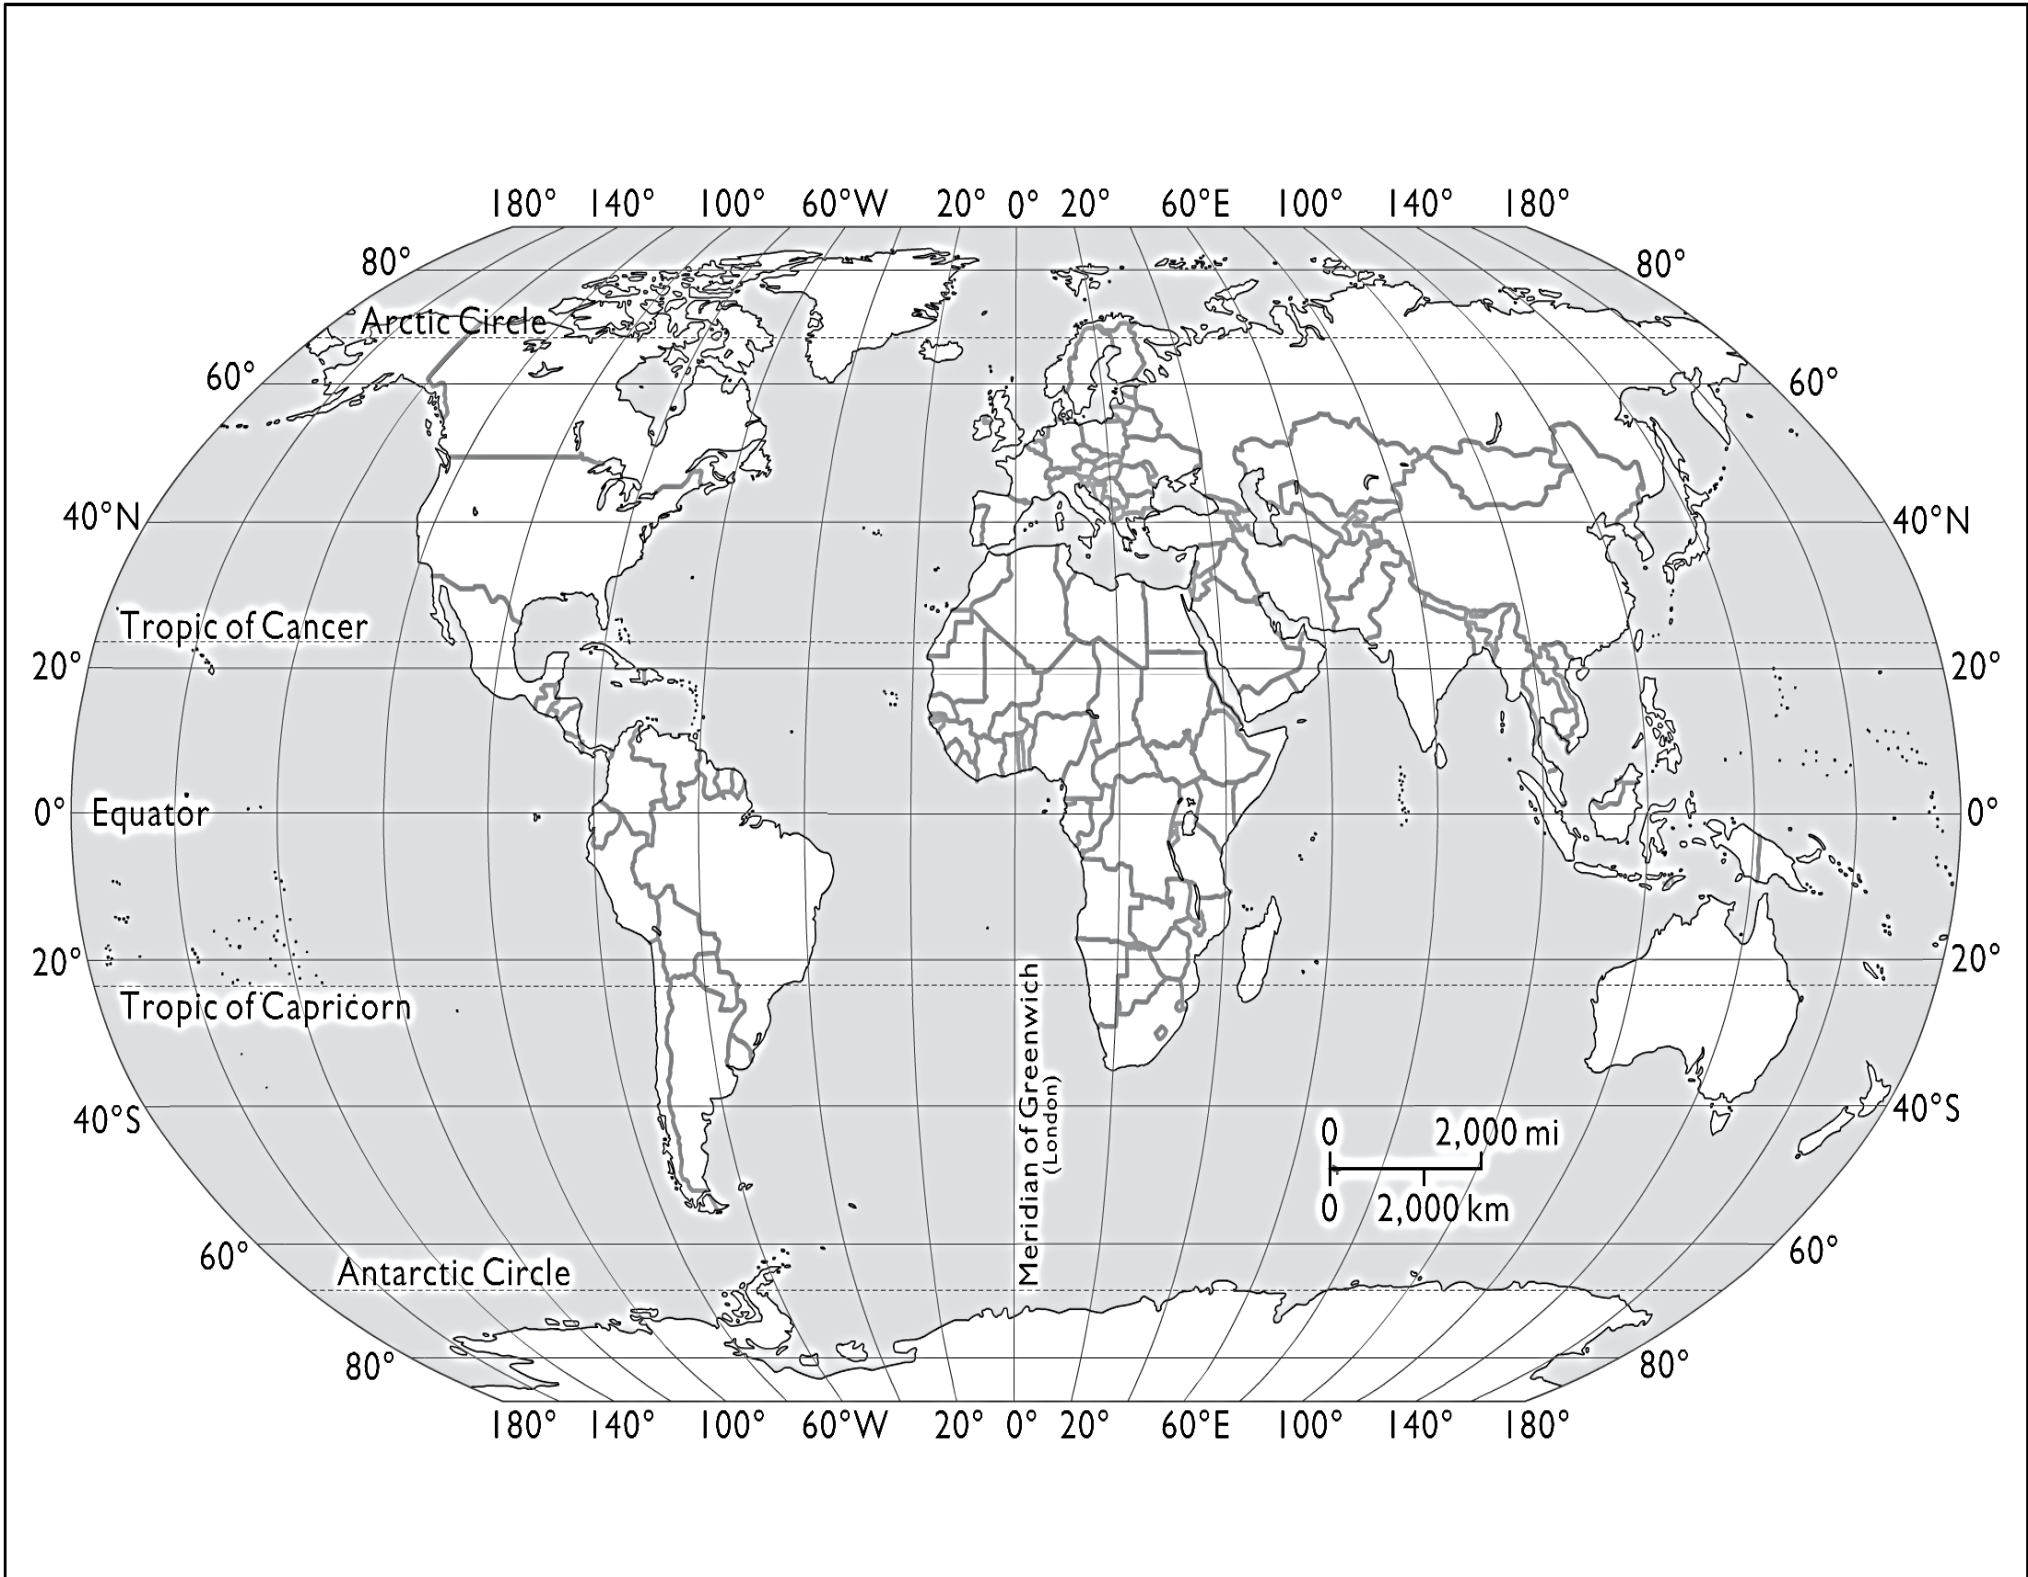 180° 140° 100° 60°W 20° 0° 20° 60°E 100° 140° 180°
80° 80°
Arctic Circle
60° 60°
40°N 40°N
Tropic of Cancer
20° 20°
0° Equator 0°
20° 20°
Tropic of Capricorn
Meridian of Greenwich
(London)
40°S 40°S
0 2,000 mi
0 2,000 km
60° 60°
Antarctic Circle
80° 80°
180° 140° 100° 60°W 20° 0° 20° 60°E 100° 140° 180°